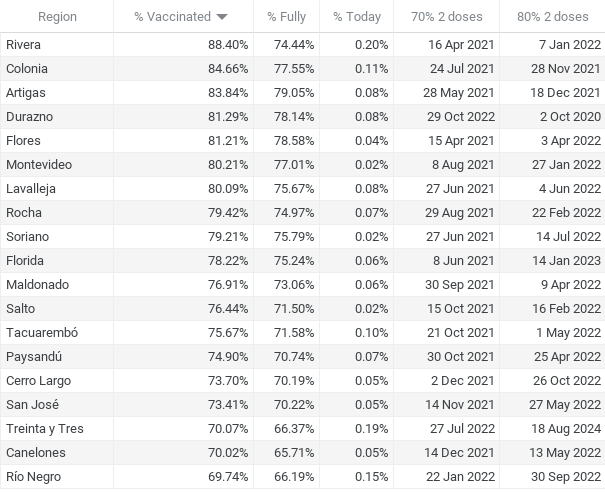 Region % Vaccinated % Fully % Today 70% 2 doses 80% 2 doses
Rivera 88.40% 74.44% 0.20% 16 Apr 2021 7 Jan 2022
Colonia 84.66% 77.55% 0.11% 24 Jul 2021 28 Nov 2021
Artigas 83.84% 79.05% 0.08% 28 May 2021 18 Dec 2021
Durazno 81.29% 78.14% 0.08% 29 Oct 2022 2 Oct 2020
Flores 81.21% 78.58% 0.04% 15 Apr 2021 3 Apr 2022
Montevideo 80.21% 77.01% 0.02% 8 Aug 2021 27 Jan 2022
Lavalleja 80.09% 75.67% 0.08% 27 Jun 2021 4 Jun 2022
Rocha 79.42% 74.97% 0.07% 29 Aug 2021 22 Feb 2022
Soriano 79.21% 75.79% 0.02% 27 Jun 2021 14 Jul 2022
Florida 78.22% 75.24% 0.06% 8 Jun 2021 14 Jan 2023
Maldonado 76.91% 73.06% 0.06% 30 Sep 2021 9 Apr 2022
Salto 76.44% 71.50% 0.02% 15 Oct 2021 16 Feb 2022
Tacuarembó 75.67% 71.58% 0.10% 21 Oct 2021 1 May 2022
Paysandú 74.90% 70.74% 0.07% 30 Oct 2021 25 Apr 2022
Cerro Largo 73.70% 70.19% 0.05% 2 Dec 2021 26 Oct 2022
San José 73.41% 70.22% 0.05% 14 Nov 2021 27 May 2022
Treinta y Tres 70.07% 66.37% 0.19% 27 Jul 2022 18 Aug 2024
Canelones 70.02% 65.71% 0.05% 14 Dec 2021 13 May 2022
Río Negro 69.74% 66.19% 0.15% 22 Jan 2022 30 Sep 2022